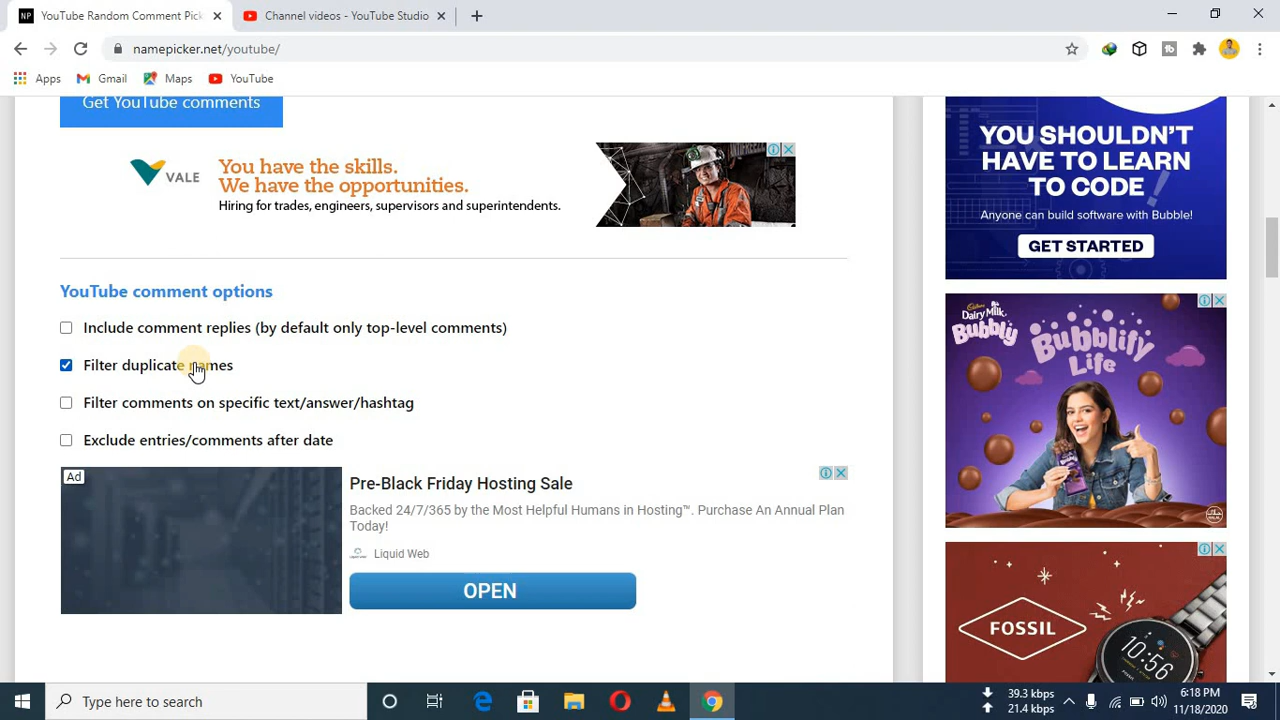 NP YouTube Random Comment Pick
Channel videos - YouTube Studio
namepicker.net/youtube/
Apps Gmail Maps YouTube
Get YouTube comments
VALE
You have the skills.
We have the opportunities.
Hiring for trades, engineers, supervisors and superintendents.
YouTube comment options
Include comment replies (by default only top-level comments)
Filter duplicate names
Filter comments on specific text/answer/hashtag
Exclude entries/comments after date
Ad
Pre-Black Friday Hosting Sale
Backed 24/7/365 by the Most Helpful Humans in Hosting™. Purchase An Annual Plan
Today!
Liquid Web
OPEN
YOU SHOULDN'T
HAVE TO LEARN
TO CODE
Anyone can build software with Bubble!
GET STARTED
Cadbury
Dairy Milk
Bubbly
Bubblify
Life
FOSSIL
10:56
Type here to search
39.3 kbps
21.4 kbps
6:18 PM
11/18/2020